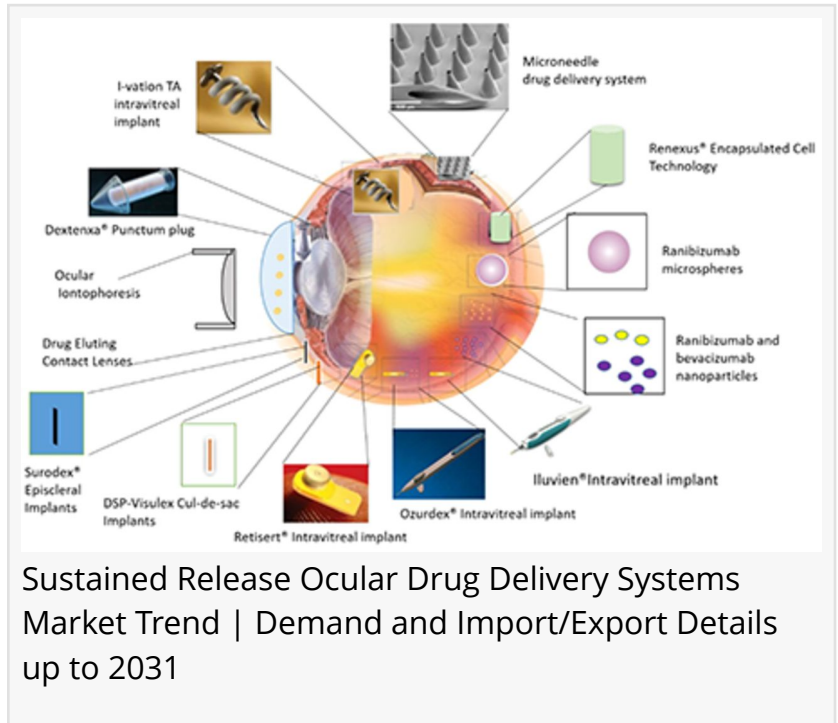 I-vation TA
intravitreal
implant
Microneedle
drug delivery system
Renexus® Encapsulated Cell
Technology
Dextenxa® Punctum plug
Ocular
Iontophoresis
Ranibizumab
microspheres
Drug Eluting
Contact Lenses
Ranibizumab and
bevacizumab
nanoparticles
Surodex®
Episcleral
Implants
DSP-Visulex Cul-de-sac
Implants
Retisert® Intravitreal implant
Ozurdex® Intravitreal implant
Iluvien®Intravitreal implant
Sustained Release Ocular Drug Delivery Systems
Market Trend | Demand and Import/Export Details
up to 2031